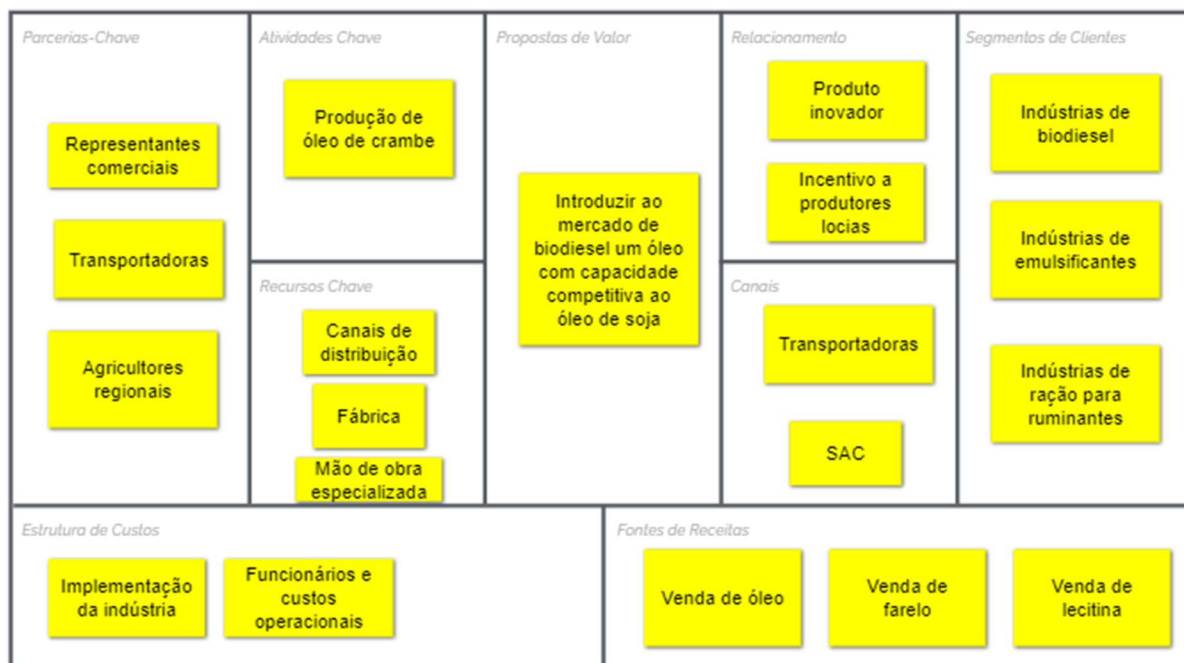 Parcerias-Chave
Representantes
comerciais
Transportadoras
Agricultores
regionais
Atividades Chave
Produção de
óleo de crambe
Recursos Chave
Canais de
distribuição
Fábrica
Mão de obra
especializada
Propostas de Valor
Introduzir ao
mercado de
biodiesel um óleo
com capacidade
competitiva ao
óleo de soja
Relacionamento
Produto
inovador
Incentivo a
produtores
locias
Canais
Transportadoras
SAC
Segmentos de Clientes
Indústrias de
biodiesel
Indústrias de
emulsificantes
Indústrias de
ração para
ruminantes
Estrutura de Custos
Implementação
da indústria
Funcionários e
custos
operacionais
Fontes de Receitas
Venda de óleo
Venda de
farelo
Venda de
lecitina